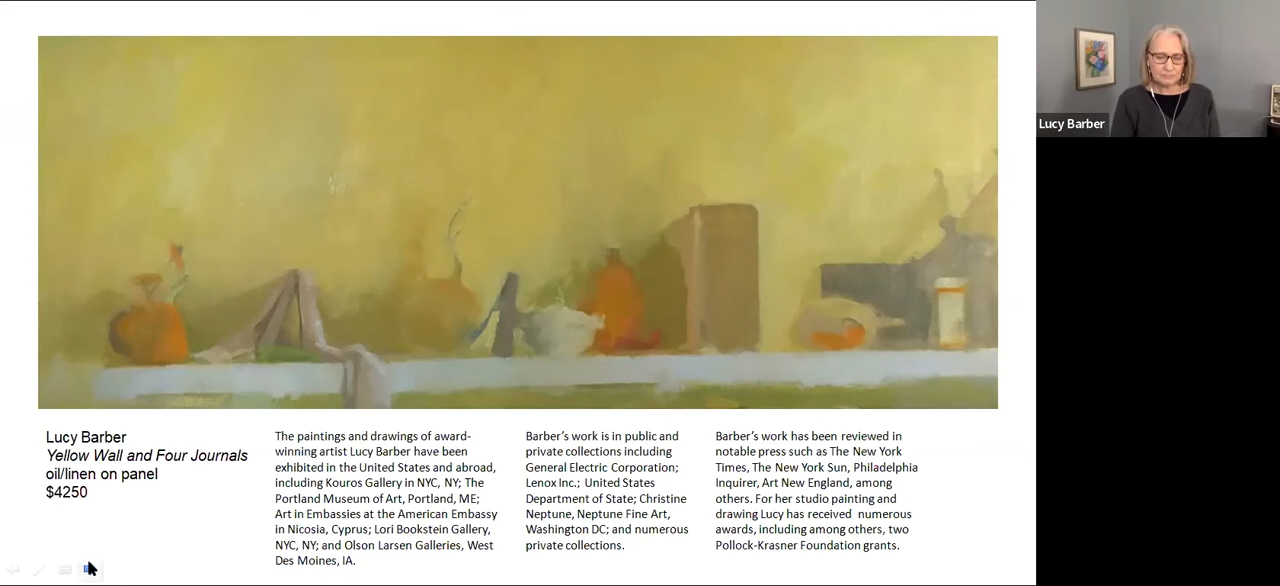 Lucy Barber
Lucy Barber
Yellow Wall and Four Journals
oil/linen on panel
$4250
The paintings and drawings of award-
winning artist Lucy Barber have been
exhibited in the United States and abroad,
including Kouros Gallery in NYC, NY; The
Portland Museum of Art, Portland, ME;
Art in Embassies at the American Embassy
in Nicosia, Cyprus; Lori Bookstein Gallery,
NYC, NY; and Olson Larsen Galleries, West
Des Moines, IA.
Barber’s work is in public and
private collections including
General Electric Corporation;
Lenox Inc.; United States
Department of State; Christine
Neptune, Neptune Fine Art,
Washington DC; and numerous
private collections.
Barber’s work has been reviewed in
notable press such as The New York
Times, The New York Sun, Philadelphia
Inquirer, Art New England, among
others. For her studio painting and
drawing Lucy has received numerous
awards, including among others, two
Pollock-Krasner Foundation grants.